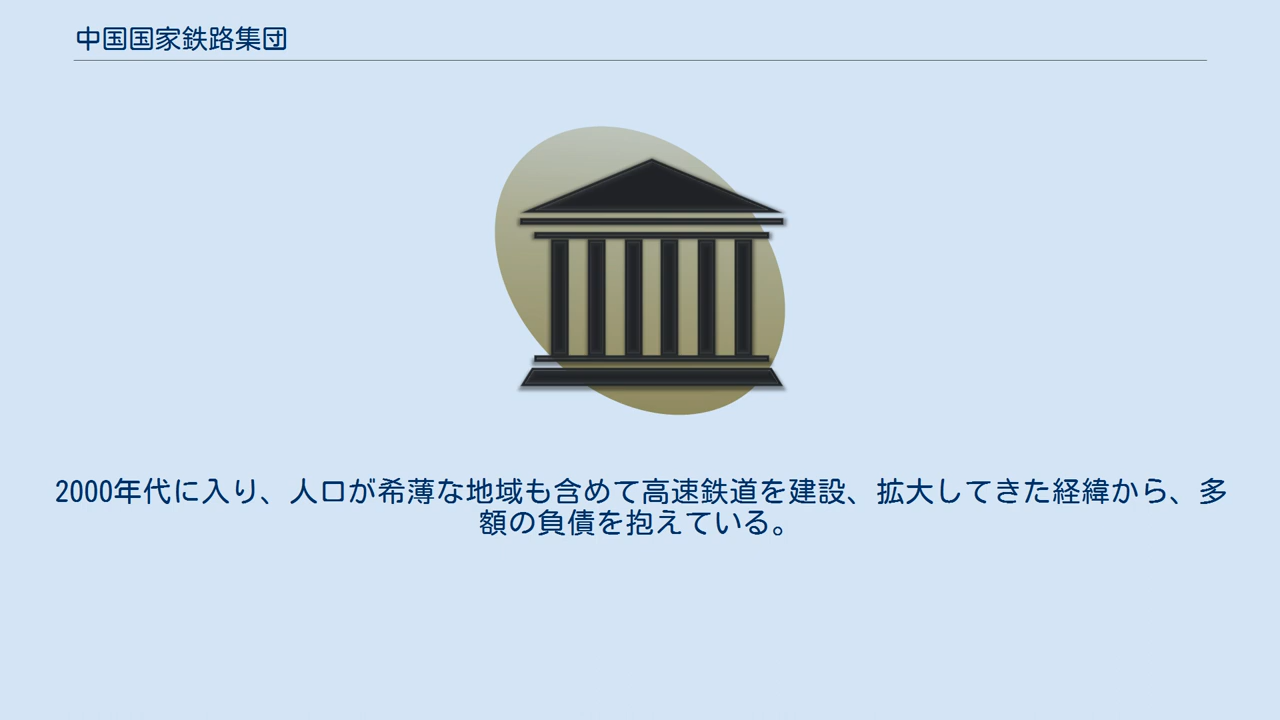 中国国家鉄路集団
2000年代に入り、人口が希薄な地域も含めて高速鉄道を建設、拡大してきた経緯から、多
額の負債を抱えている。